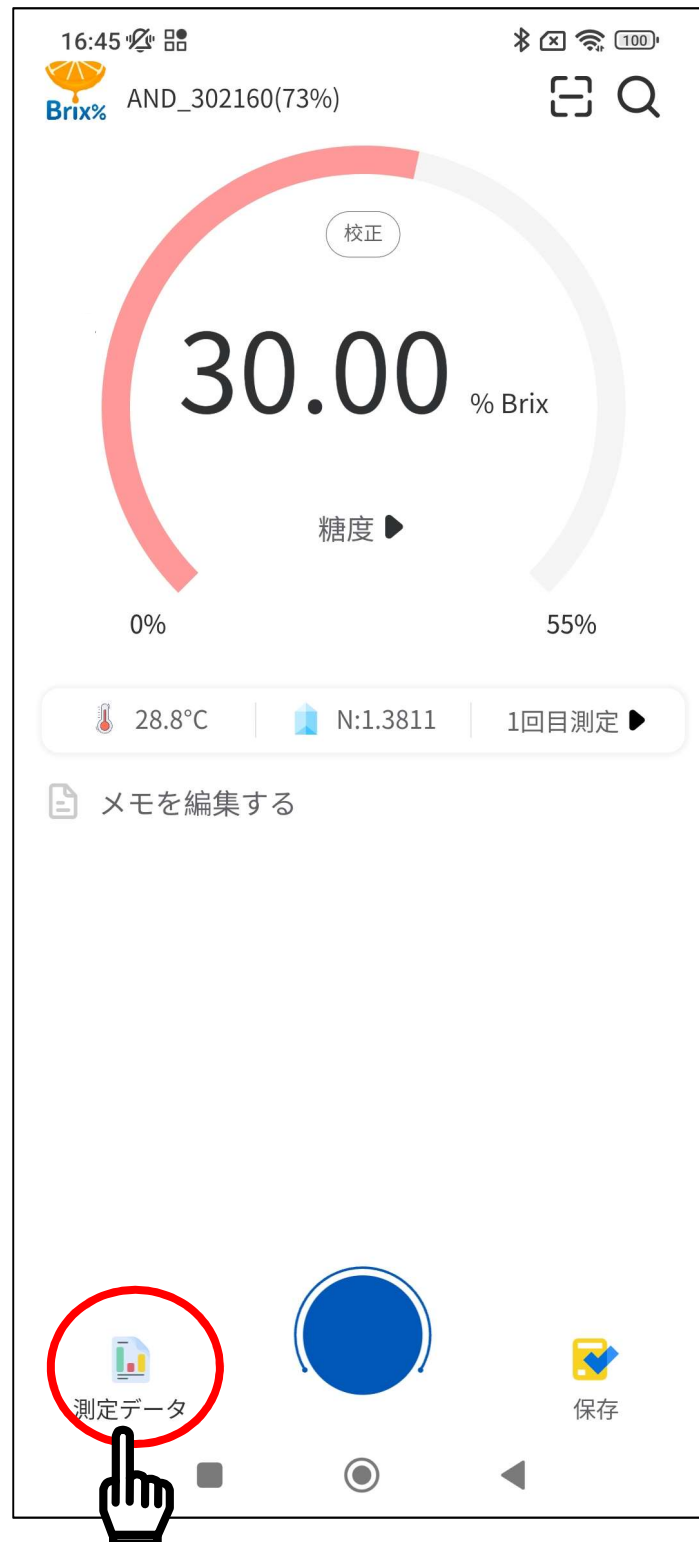 16:45
100
Brix%
AND_302160(73%)
校正
30.00 % Brix
糖度
0%
55%
28.8°C
N:1.3811
1回目測定
メモを編集する
測定データ
保存